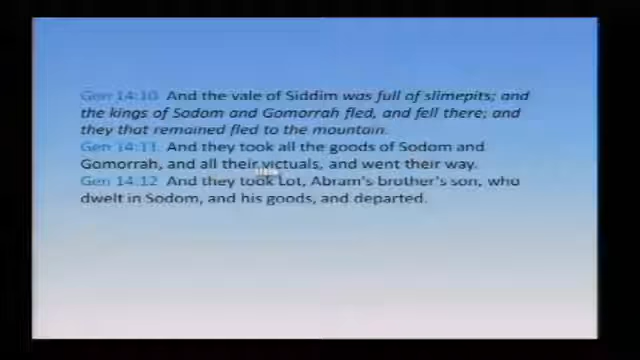 Gen 14:10 And the vale of Siddim was full of slimepits; and
the kings of Sodom and Gomorrah fled, and fell there; and
they that remained fled to the mountain.
Gen 14:11 And they took all the goods of Sodom and
Gomorrah, and all their victuals, and went their way.
Gen 14:12 And they took Lot, Abram's brother's son, who
dwelt in Sodom, and his goods, and departed.